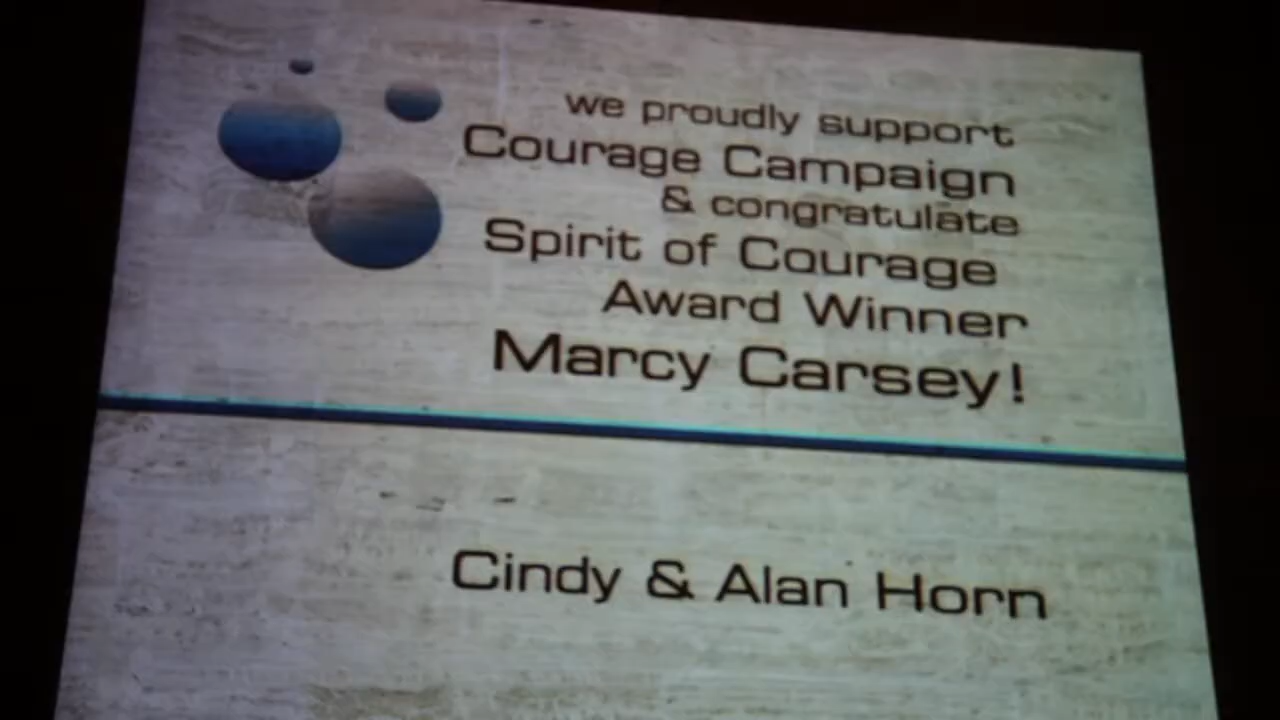 we proudly support
Courage Campaign
& congratulate
Spirit of Courage
Award Winner
Marcy Carsey!
Cindy & Alan Horn